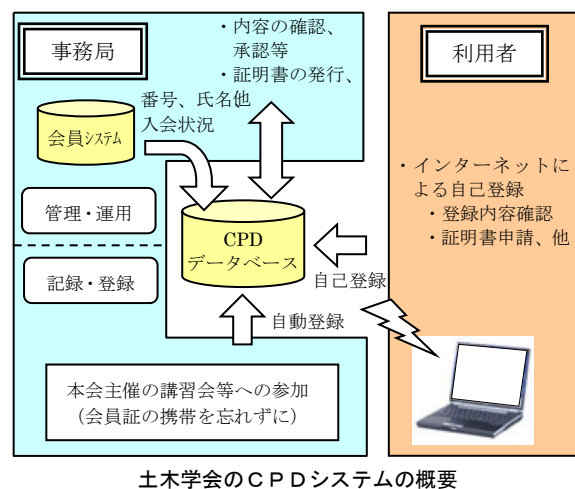 事務局
・内容の確認、
承認等
・証明書の発行、
他
番号、氏名
入会状況
会員システム
管理・運用
記録・登録
CPD
データベース
自己登録
自動登録
本会主催の講習会等への参加
（会員証の携帯を忘れずに）
利用者
・インターネットに
よる自己登録
・登録内容確認
・証明書申請、他
土木学会のＣＰＤシステムの概要